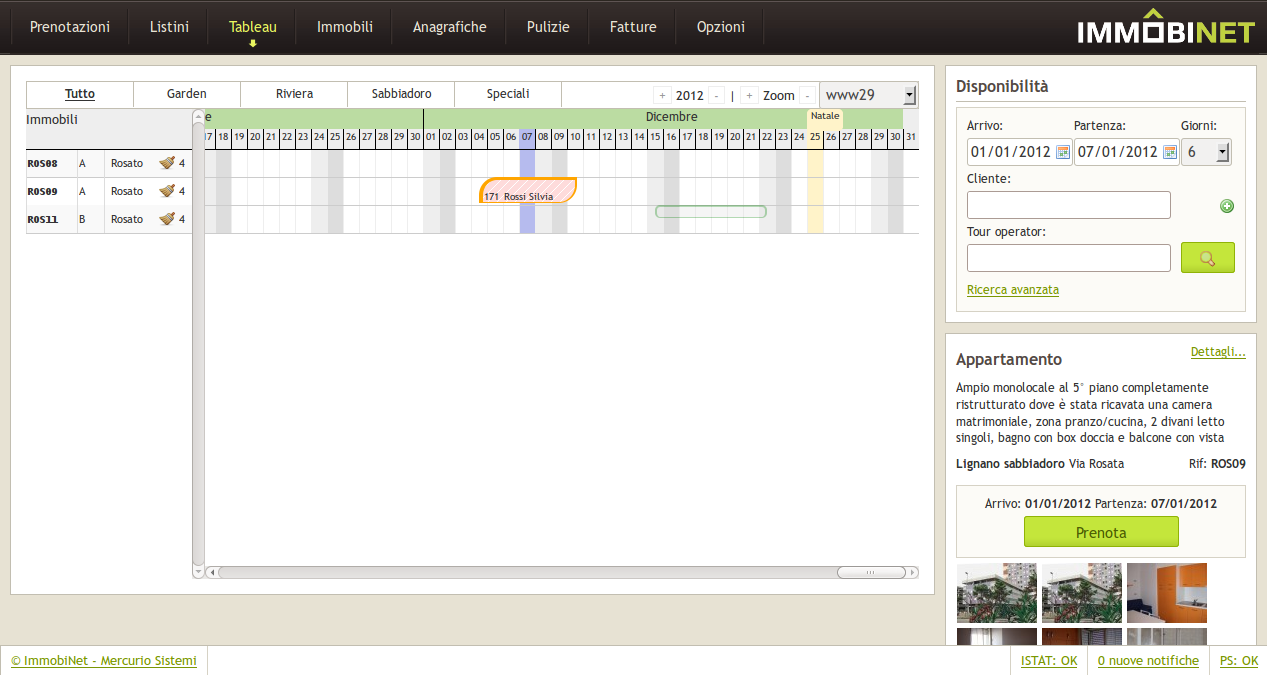 Prenotazioni Listini Tableau Immobili Anagrafiche Pulizie Fatture Opzioni IMMOBINET
Tutto Garden Riviera Sabbiadoro Speciali + 2012 - | + Zoom - www29
Immobili e Dicembre Natale
17 18 19 20 21 22 23 24 25 26 27 28 29 30 01 02 03 04 05 06 07 08 09 10 11 12 13 14 15 16 17 18 19 20 21 22 23 24 25 26 27 28 29 30 31
ROS08 A Rosato 4
ROS09 A Rosato 4 171 Rossi Silvia
ROS11 B Rosato 4
Disponibilità
Arrivo: Partenza: Giorni:
01/01/2012 07/01/2012 6
Cliente:
Tour operator:
Ricerca avanzata
Dettagli...
Appartamento
Ampio monolocale al 5° piano completamente
ristrutturato dove è stata ricavata una camera
matrimoniale, zona pranzo/cucina, 2 divani letto
singoli, bagno con box doccia e balcone con vista
Lignano sabbiadoro Via Rosata Rif: ROS09
Arrivo: 01/01/2012 Partenza: 07/01/2012
Prenota
© ImmobiNet - Mercurio Sistemi ISTAT: OK 0 nuove notifiche PS: OK